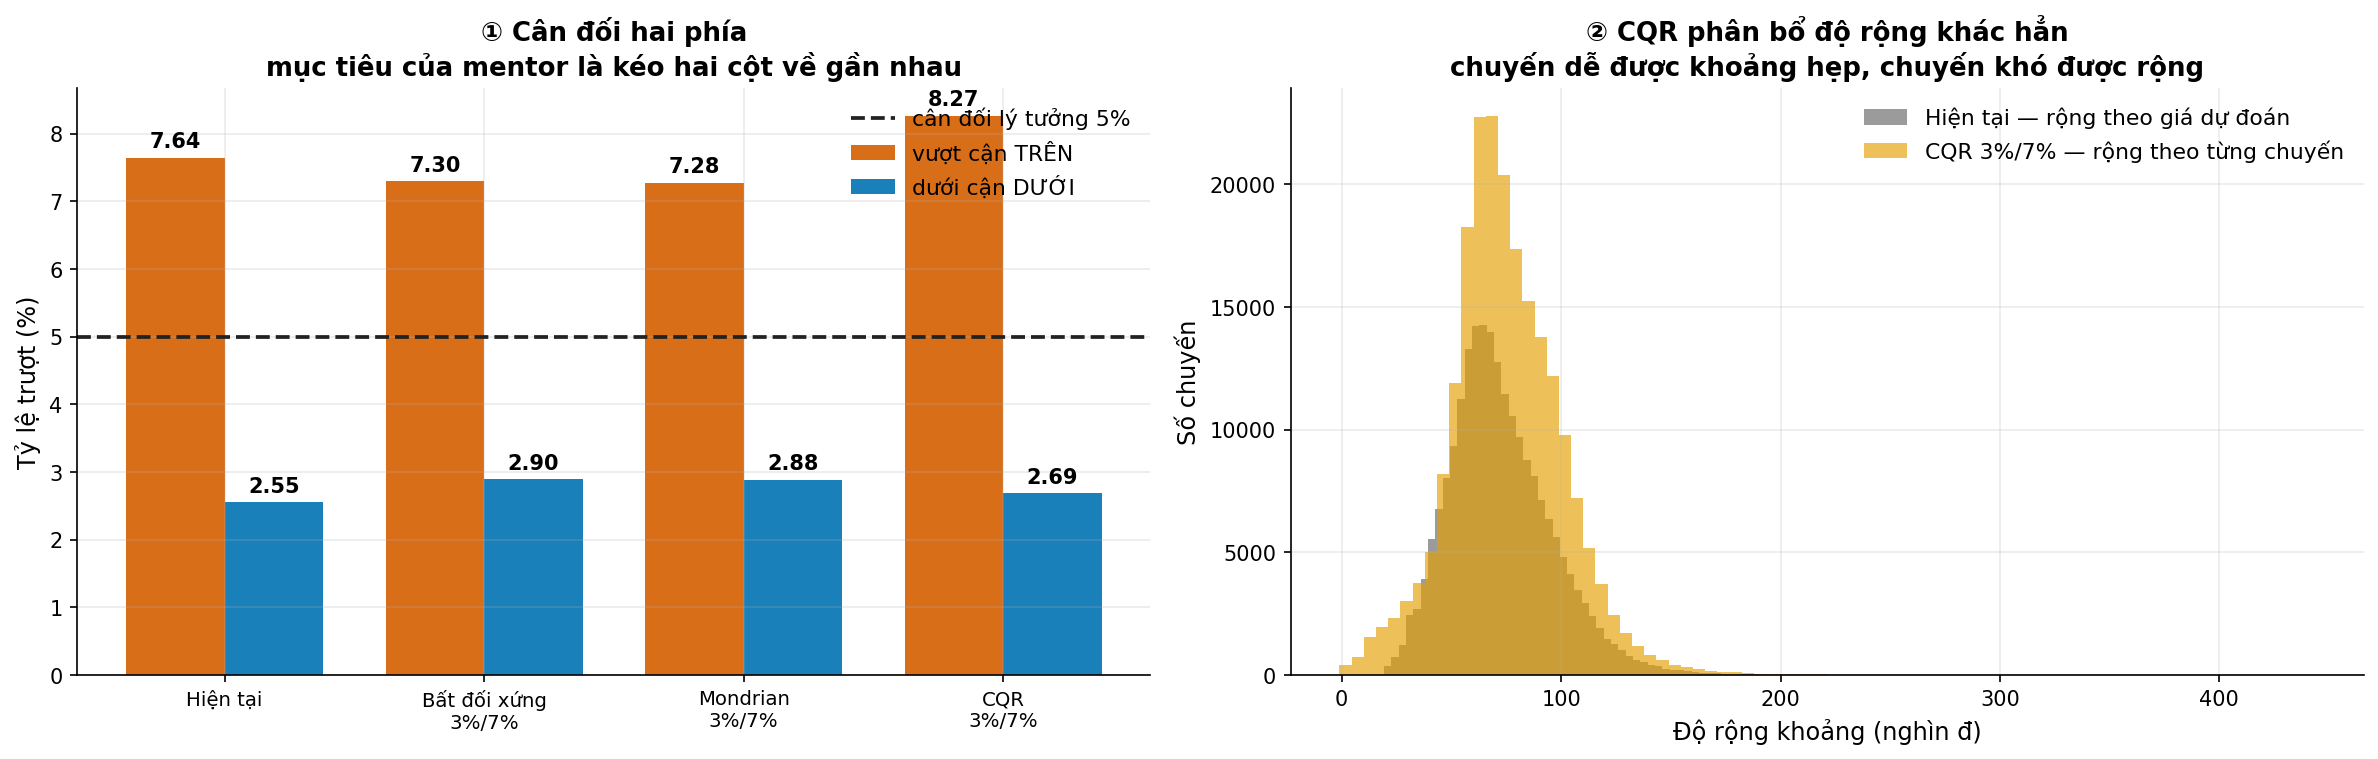 ① Cân đối hai phía
mục tiêu của mentor là kéo hai cột về gần nhau
Tỷ lệ trượt (%)
8
7
6
5
4
3
2
1
0
7.64
2.55
7.30
2.90
7.28
2.88
8.27
2.69
cân đối lý tưởng 5%
vượt cận TRÊN
dưới cận DƯỚI
Hiện tại
Bất đối xứng
3%/7%
Mondrian
3%/7%
CQR
3%/7%
② CQR phân bổ độ rộng khác hẳn
chuyến dễ được khoảng hẹp, chuyến khó được rộng
Hiện tại — rộng theo giá dự đoán
CQR 3%/7% — rộng theo từng chuyến
Số chuyến
20000
15000
10000
5000
0
0
100
200
300
400
Độ rộng khoảng (nghìn đ)